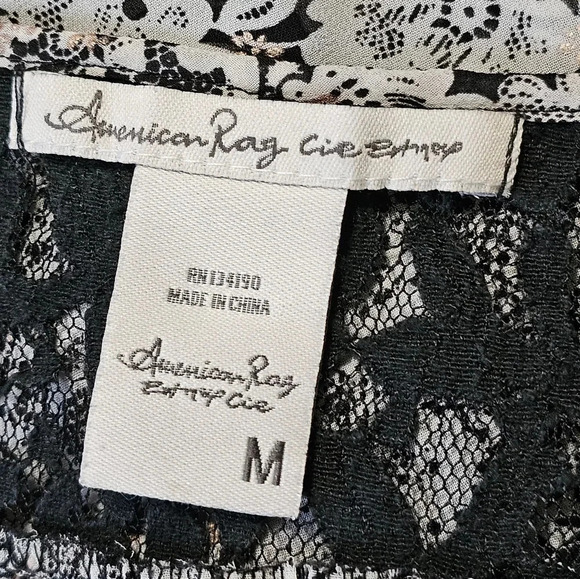 American Rag Cie
RN 134190
MADE IN CHINA
American Rag
Cie
M